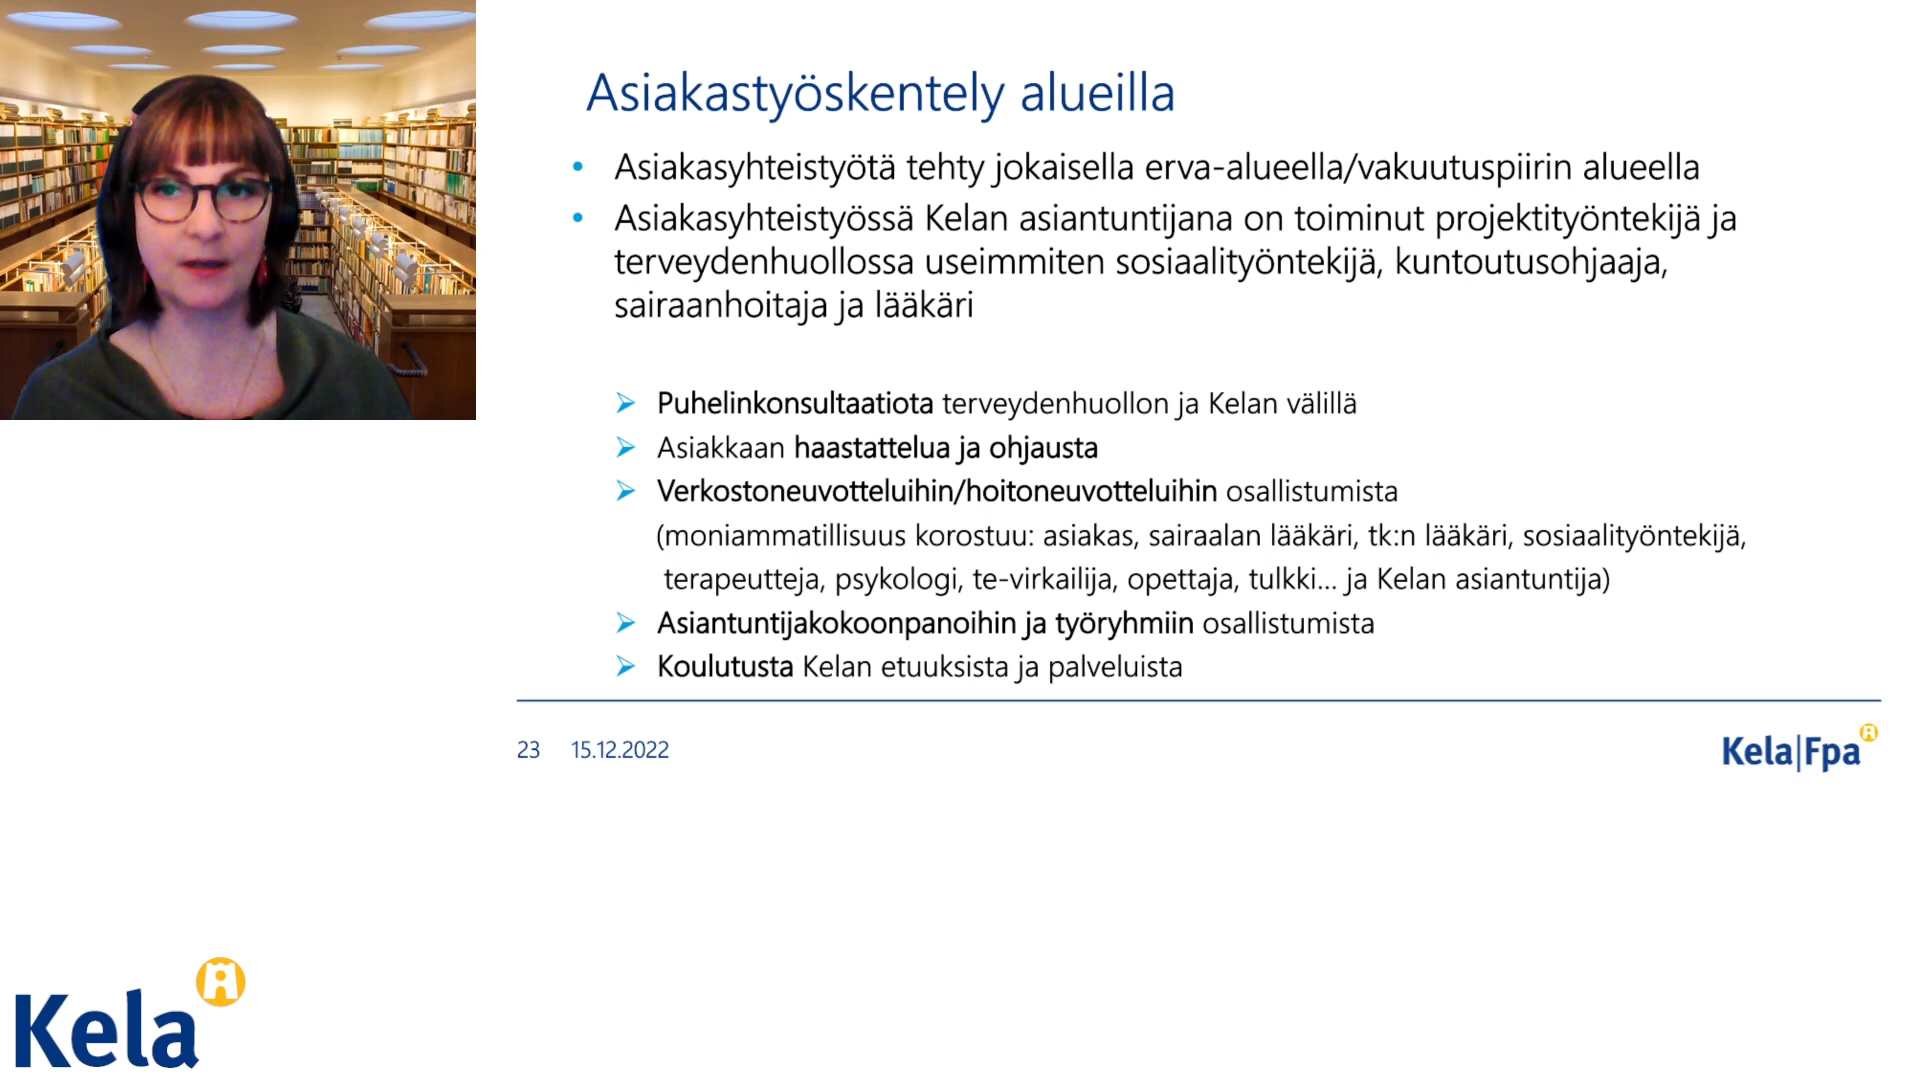 Asiakastyöskentely alueilla
• Asiakasyhteistyötä tehty jokaisella erva-alueella/vakuutuspiirin alueella
• Asiakasyhteistyössä Kelan asiantuntijana on toiminut projektityöntekijä ja
terveydenhuollossa useimmiten sosiaalityöntekijä, kuntoutusohjaaja,
sairaanhoitaja ja lääkäri
➢ Puhelinkonsultaatiota terveydenhuollon ja Kelan välillä
➢ Asiakkaan haastattelua ja ohjausta
➢ Verkostoneuvotteluihin/hoitoneuvotteluihin osallistumista
(moniammatillisuus korostuu: asiakas, sairaalan lääkäri, tk:n lääkäri, sosiaalityöntekijä,
terapeutteja, psykologi, te-virkailija, opettaja, tulkki... ja Kelan asiantuntija)
➢ Asiantuntijakokoonpanoihin ja työryhmiin osallistumista
➢ Koulutusta Kelan etuuksista ja palveluista
23 15.12.2022
Kela|Fpa
Kela